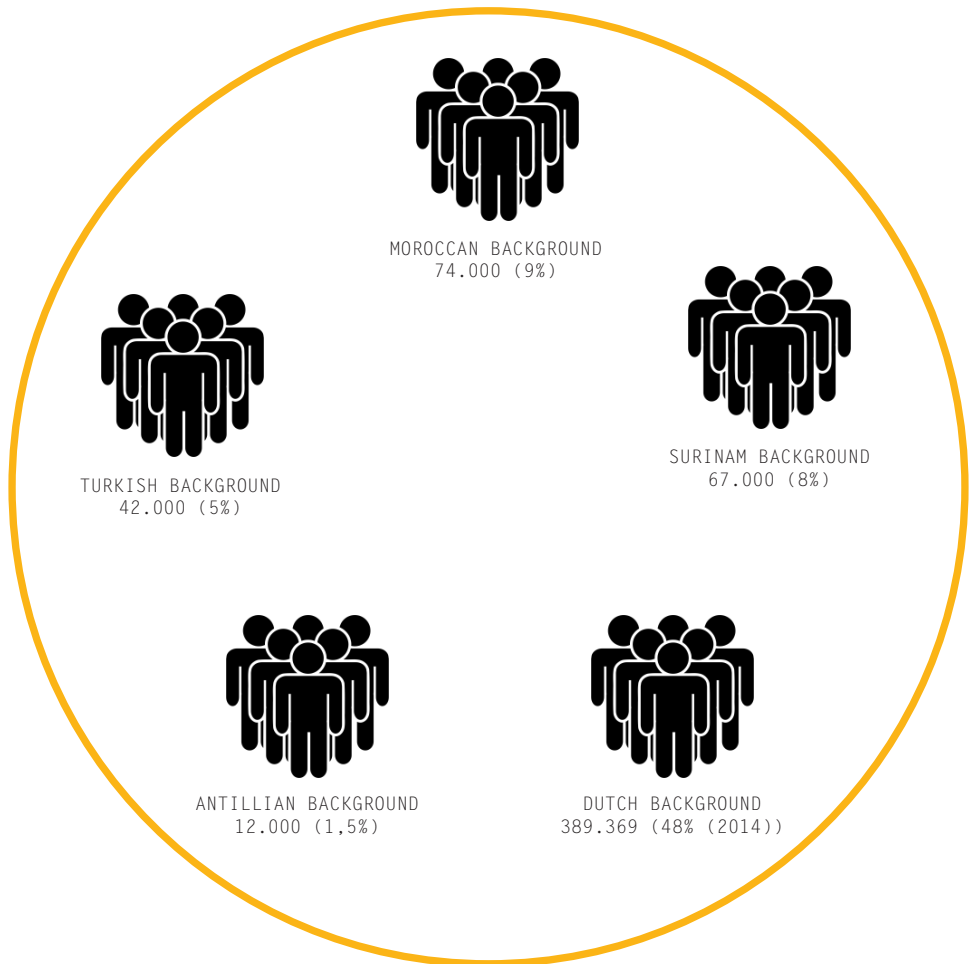 MOROCCAN BACKGROUND
74.000 (9%)
SURINAM BACKGROUND
67.000 (8%)
TURKISH BACKGROUND
42.000 (5%)
ANTILLIAN BACKGROUND
12.000 (1,5%)
DUTCH BACKGROUND
389.369 (48% (2014))